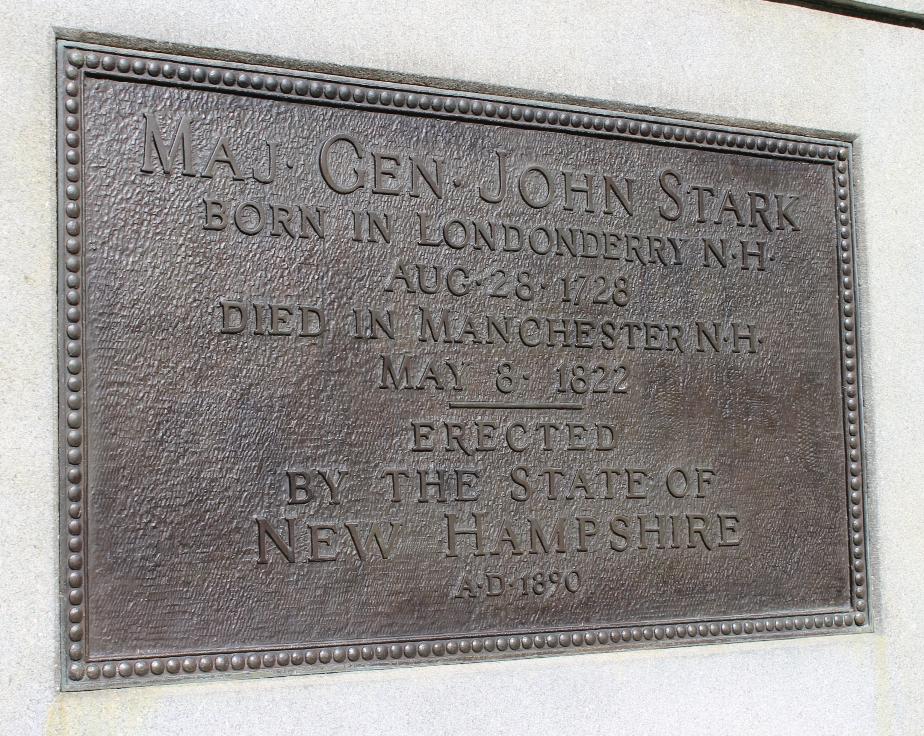 MAJ. GEN. JOHN STARK
BORN IN LONDONDERRY N.H.
AUG. 28. 1728
DIED IN MANCHESTER N.H.
MAY 8. 1822
ERECTED
BY THE STATE OF
NEW HAMPSHIRE
A.D. 1890